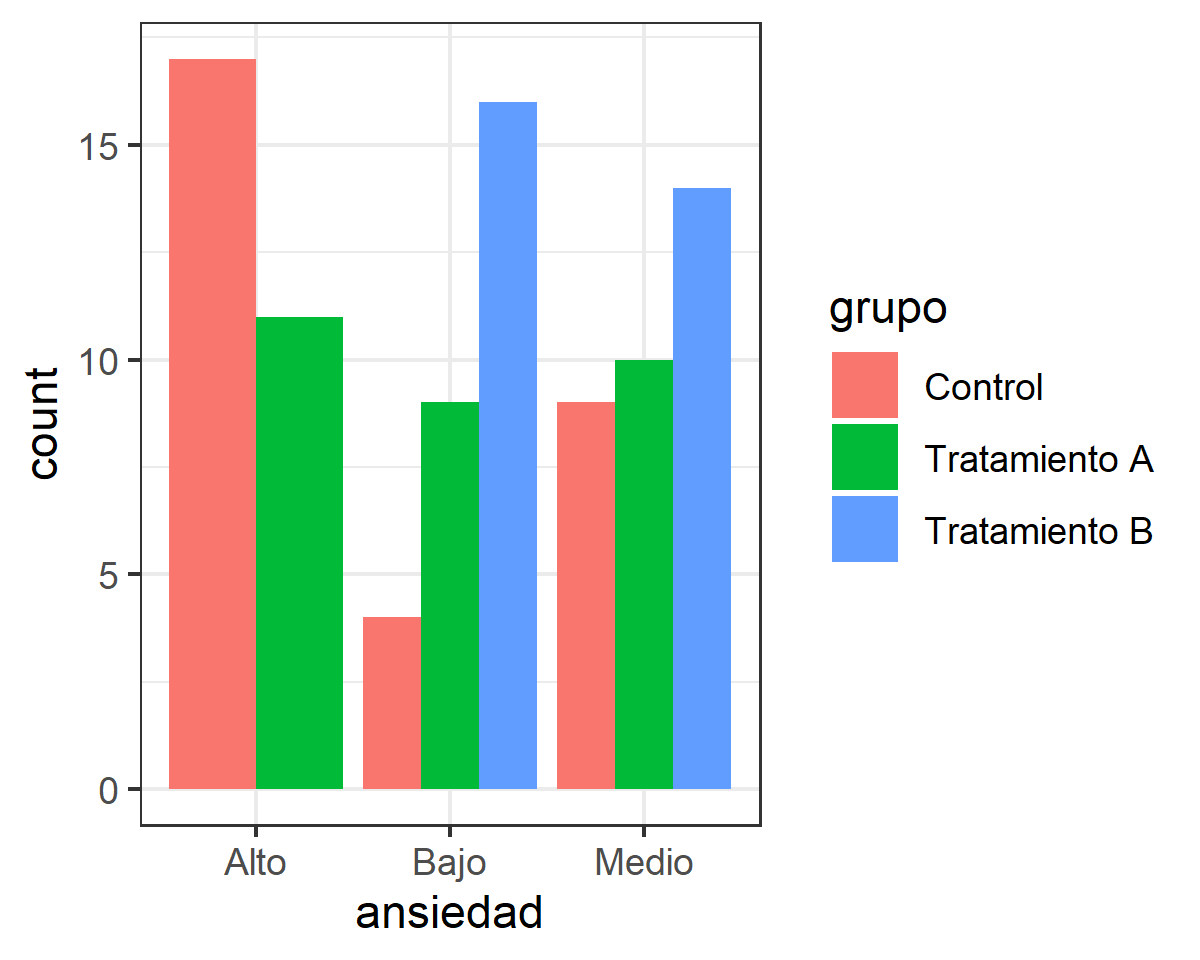 count
15
10
5
0
Alto Bajo Medio
ansiedad
grupo
Control
Tratamiento A
Tratamiento B